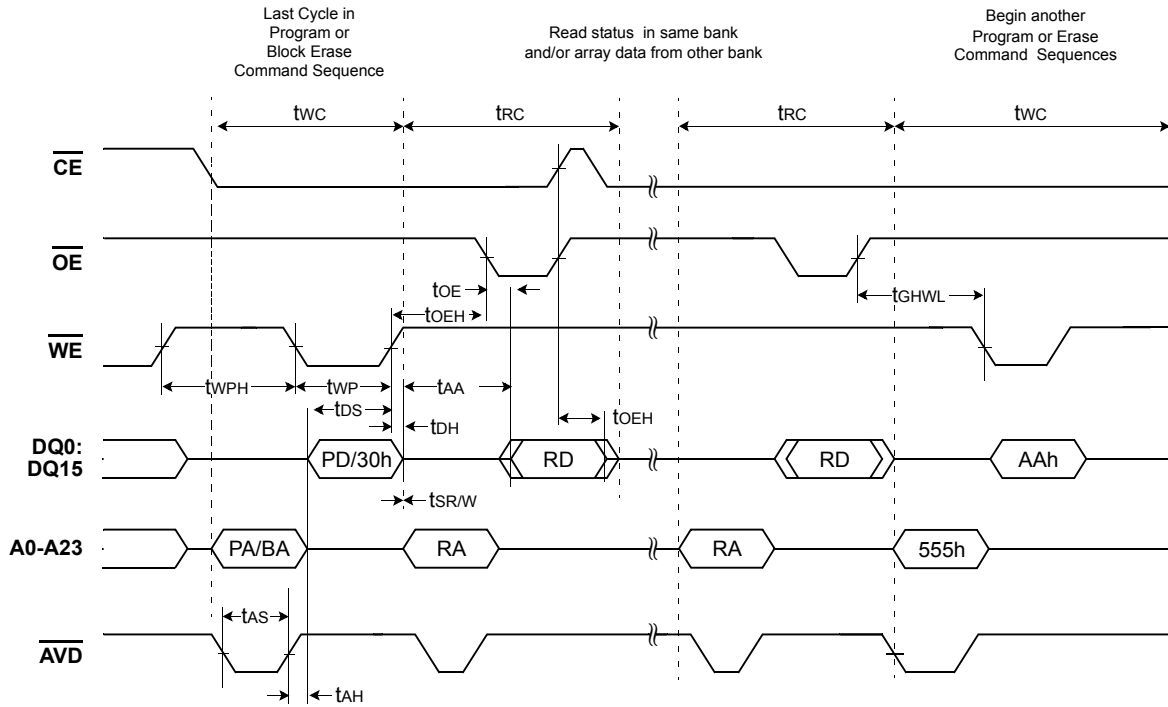 Last Cycle in
Program or
Block Erase
Command Sequence
Read status in same bank
and/or array data from other bank
Begin another
Program or Erase
Command Sequences
tWC
tRC
tRC
tWC
CE
OE
tOE
tOEH
tGHWL
WE
tWPH
tWP
tAA
tDS
tOEH
tDH
DQ0:
DQ15
PD/30h
RD
RD
AAh
tSR/W
A0-A23
PA/BA
RA
RA
555h
tAS
AVD
tAH